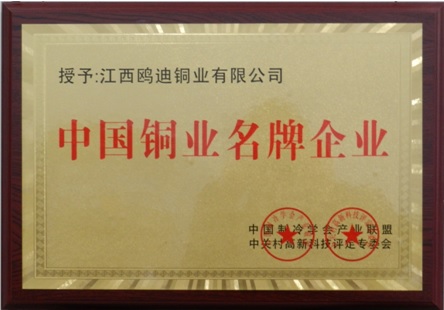 授予:江西鸥迪铜业有限公司
中国铜业名牌企业
中国制冷学会产业联盟
中关村高新科技评定专委会